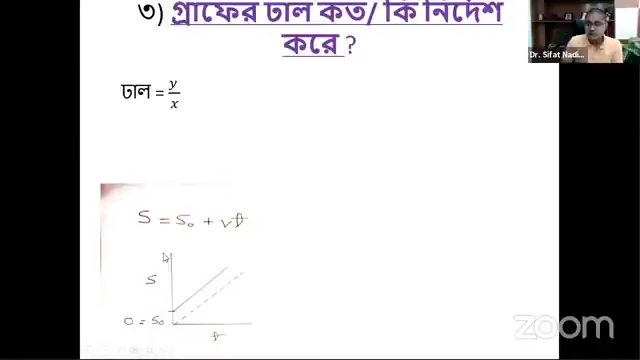 ৩) গ্রাফের ঢাল কত/ কি নির্দেশ
করে ?
Dr. Sifat Nadi...
ঢাল = y/x
S = S₀ + vt
S
0 = S₀
t
zoom